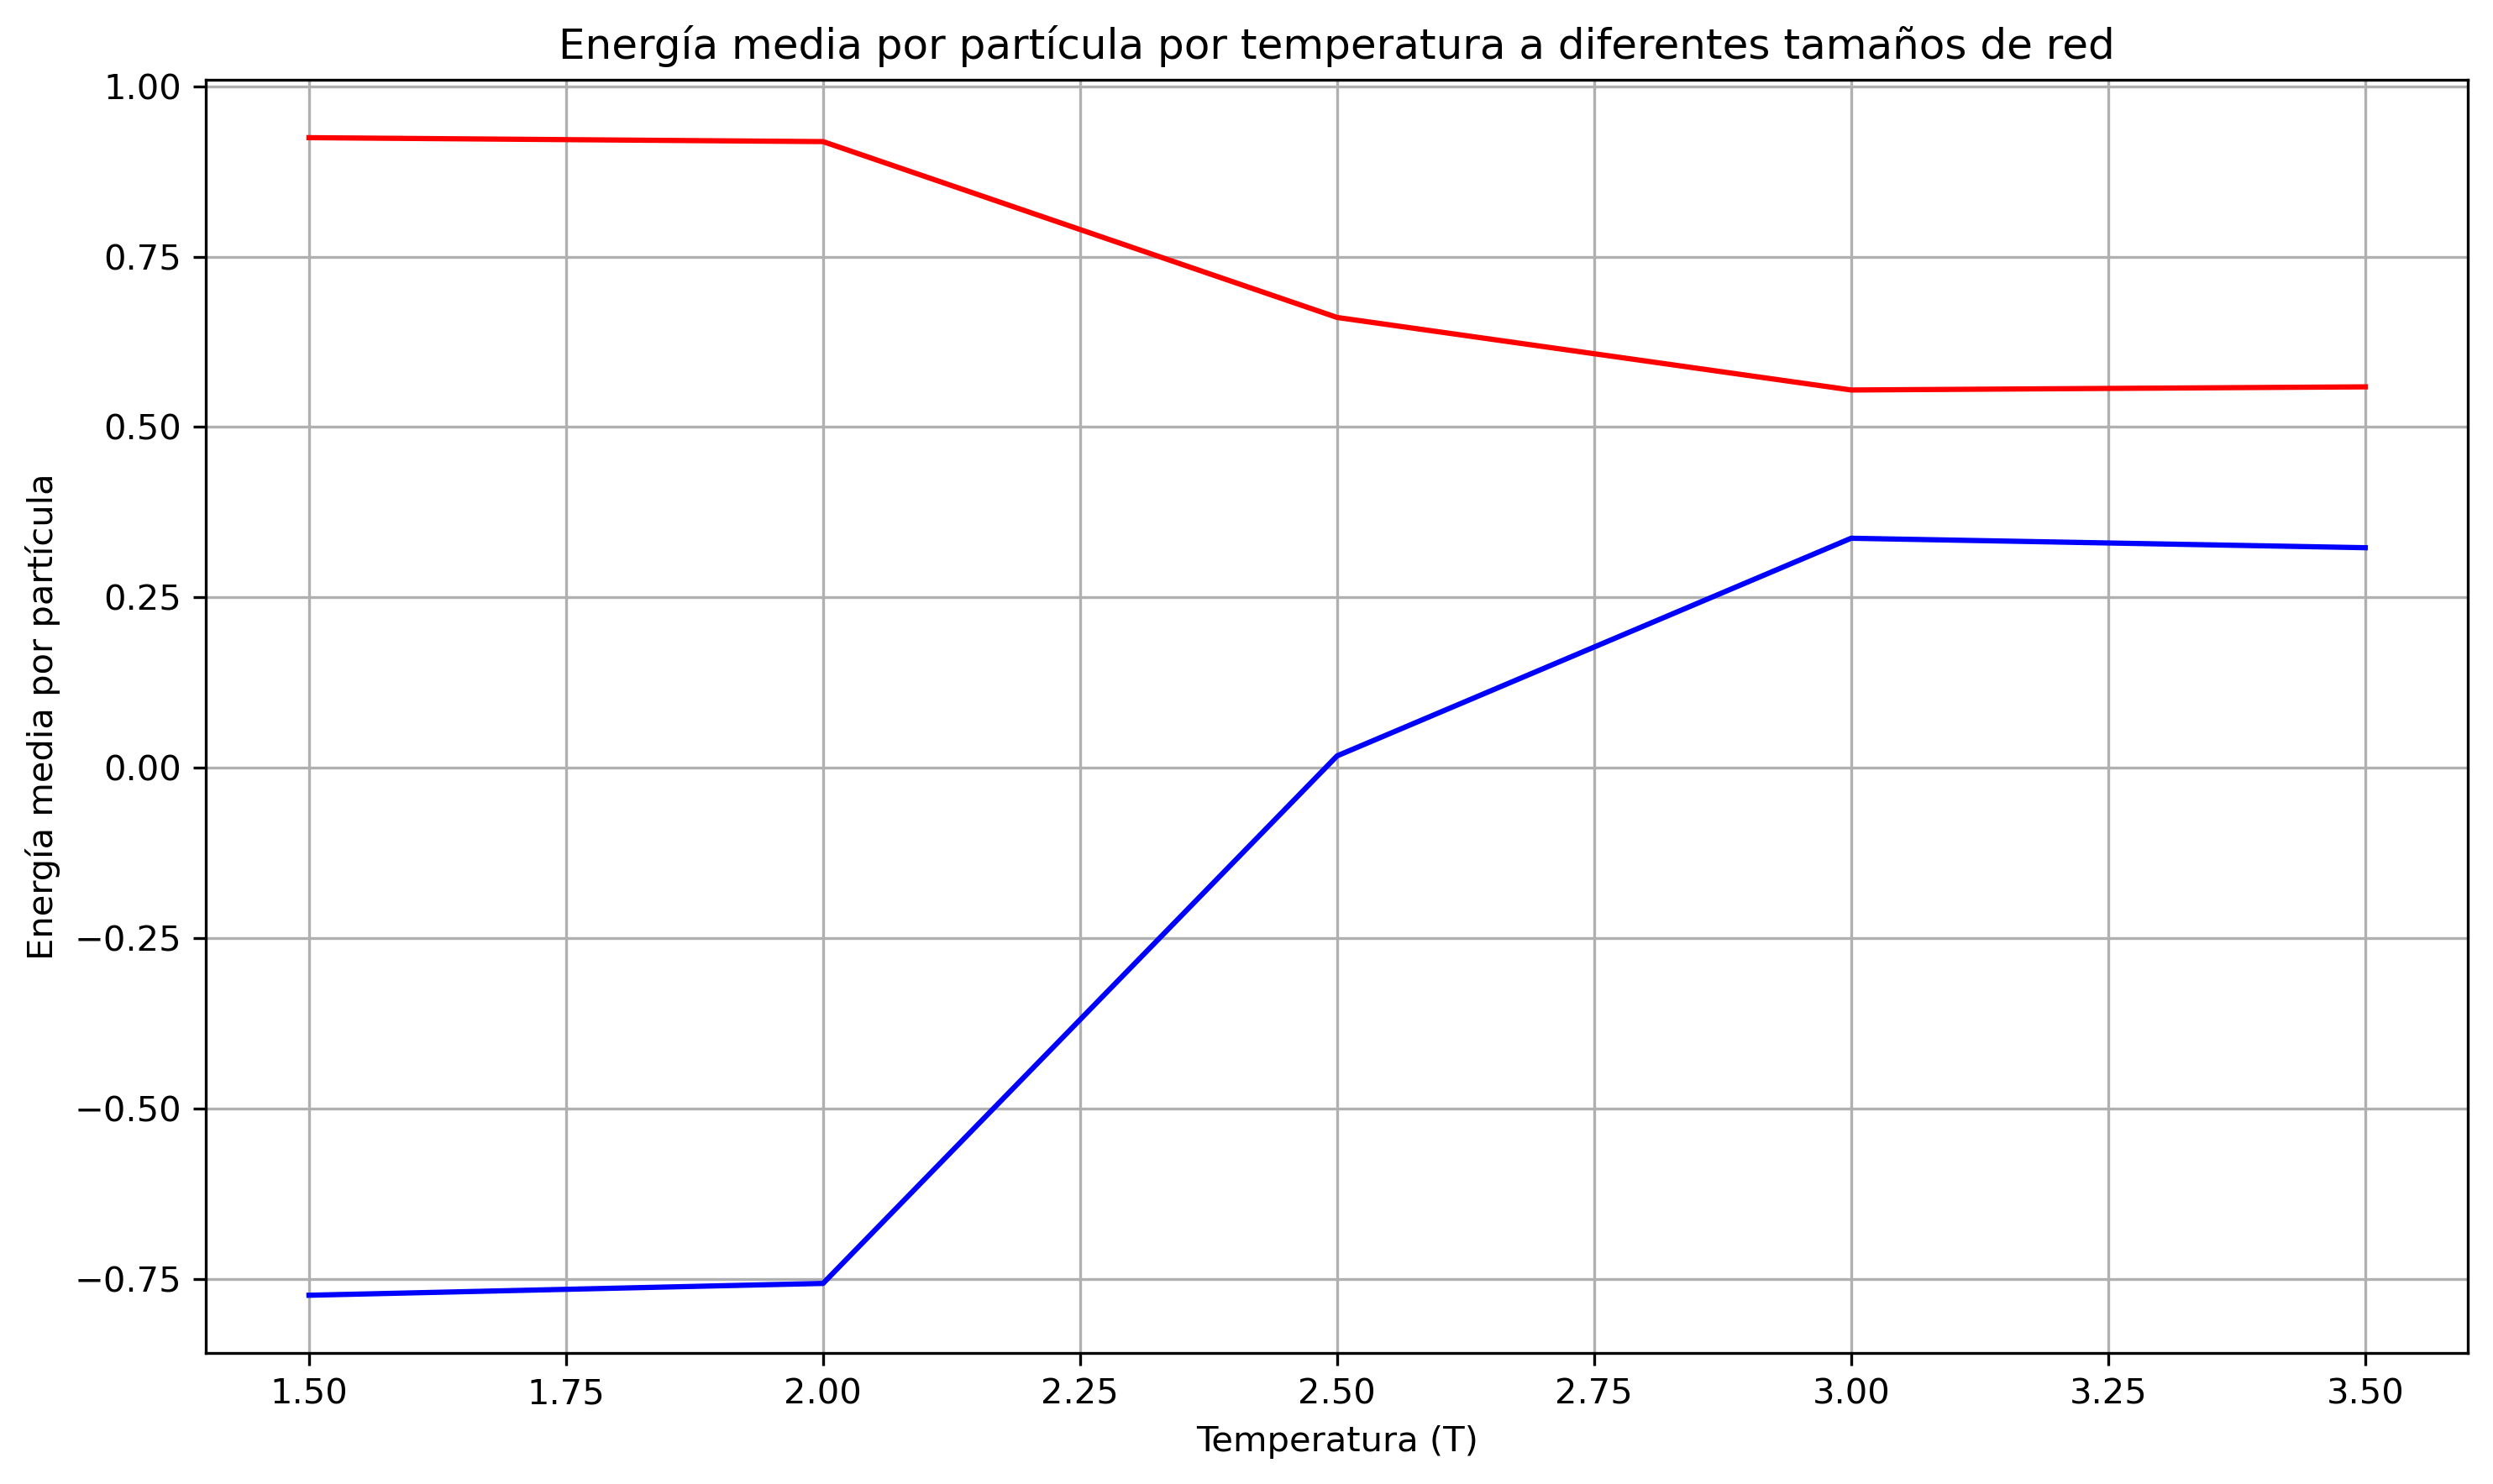 Energía media por partícula por temperatura a diferentes tamaños de red
1.00
0.75
0.50
0.25
0.00
−0.25
−0.50
−0.75
Energía media por partícula
1.50 1.75 2.00 2.25 2.50 2.75 3.00 3.25 3.50
Temperatura (T)